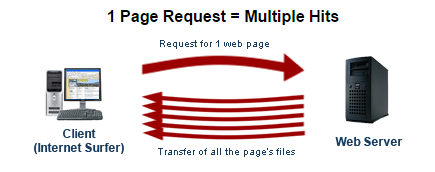 1 Page Request = Multiple Hits
Request for 1 web page
Client
(Internet Surfer)
Web Server
Transfer of all the page's files